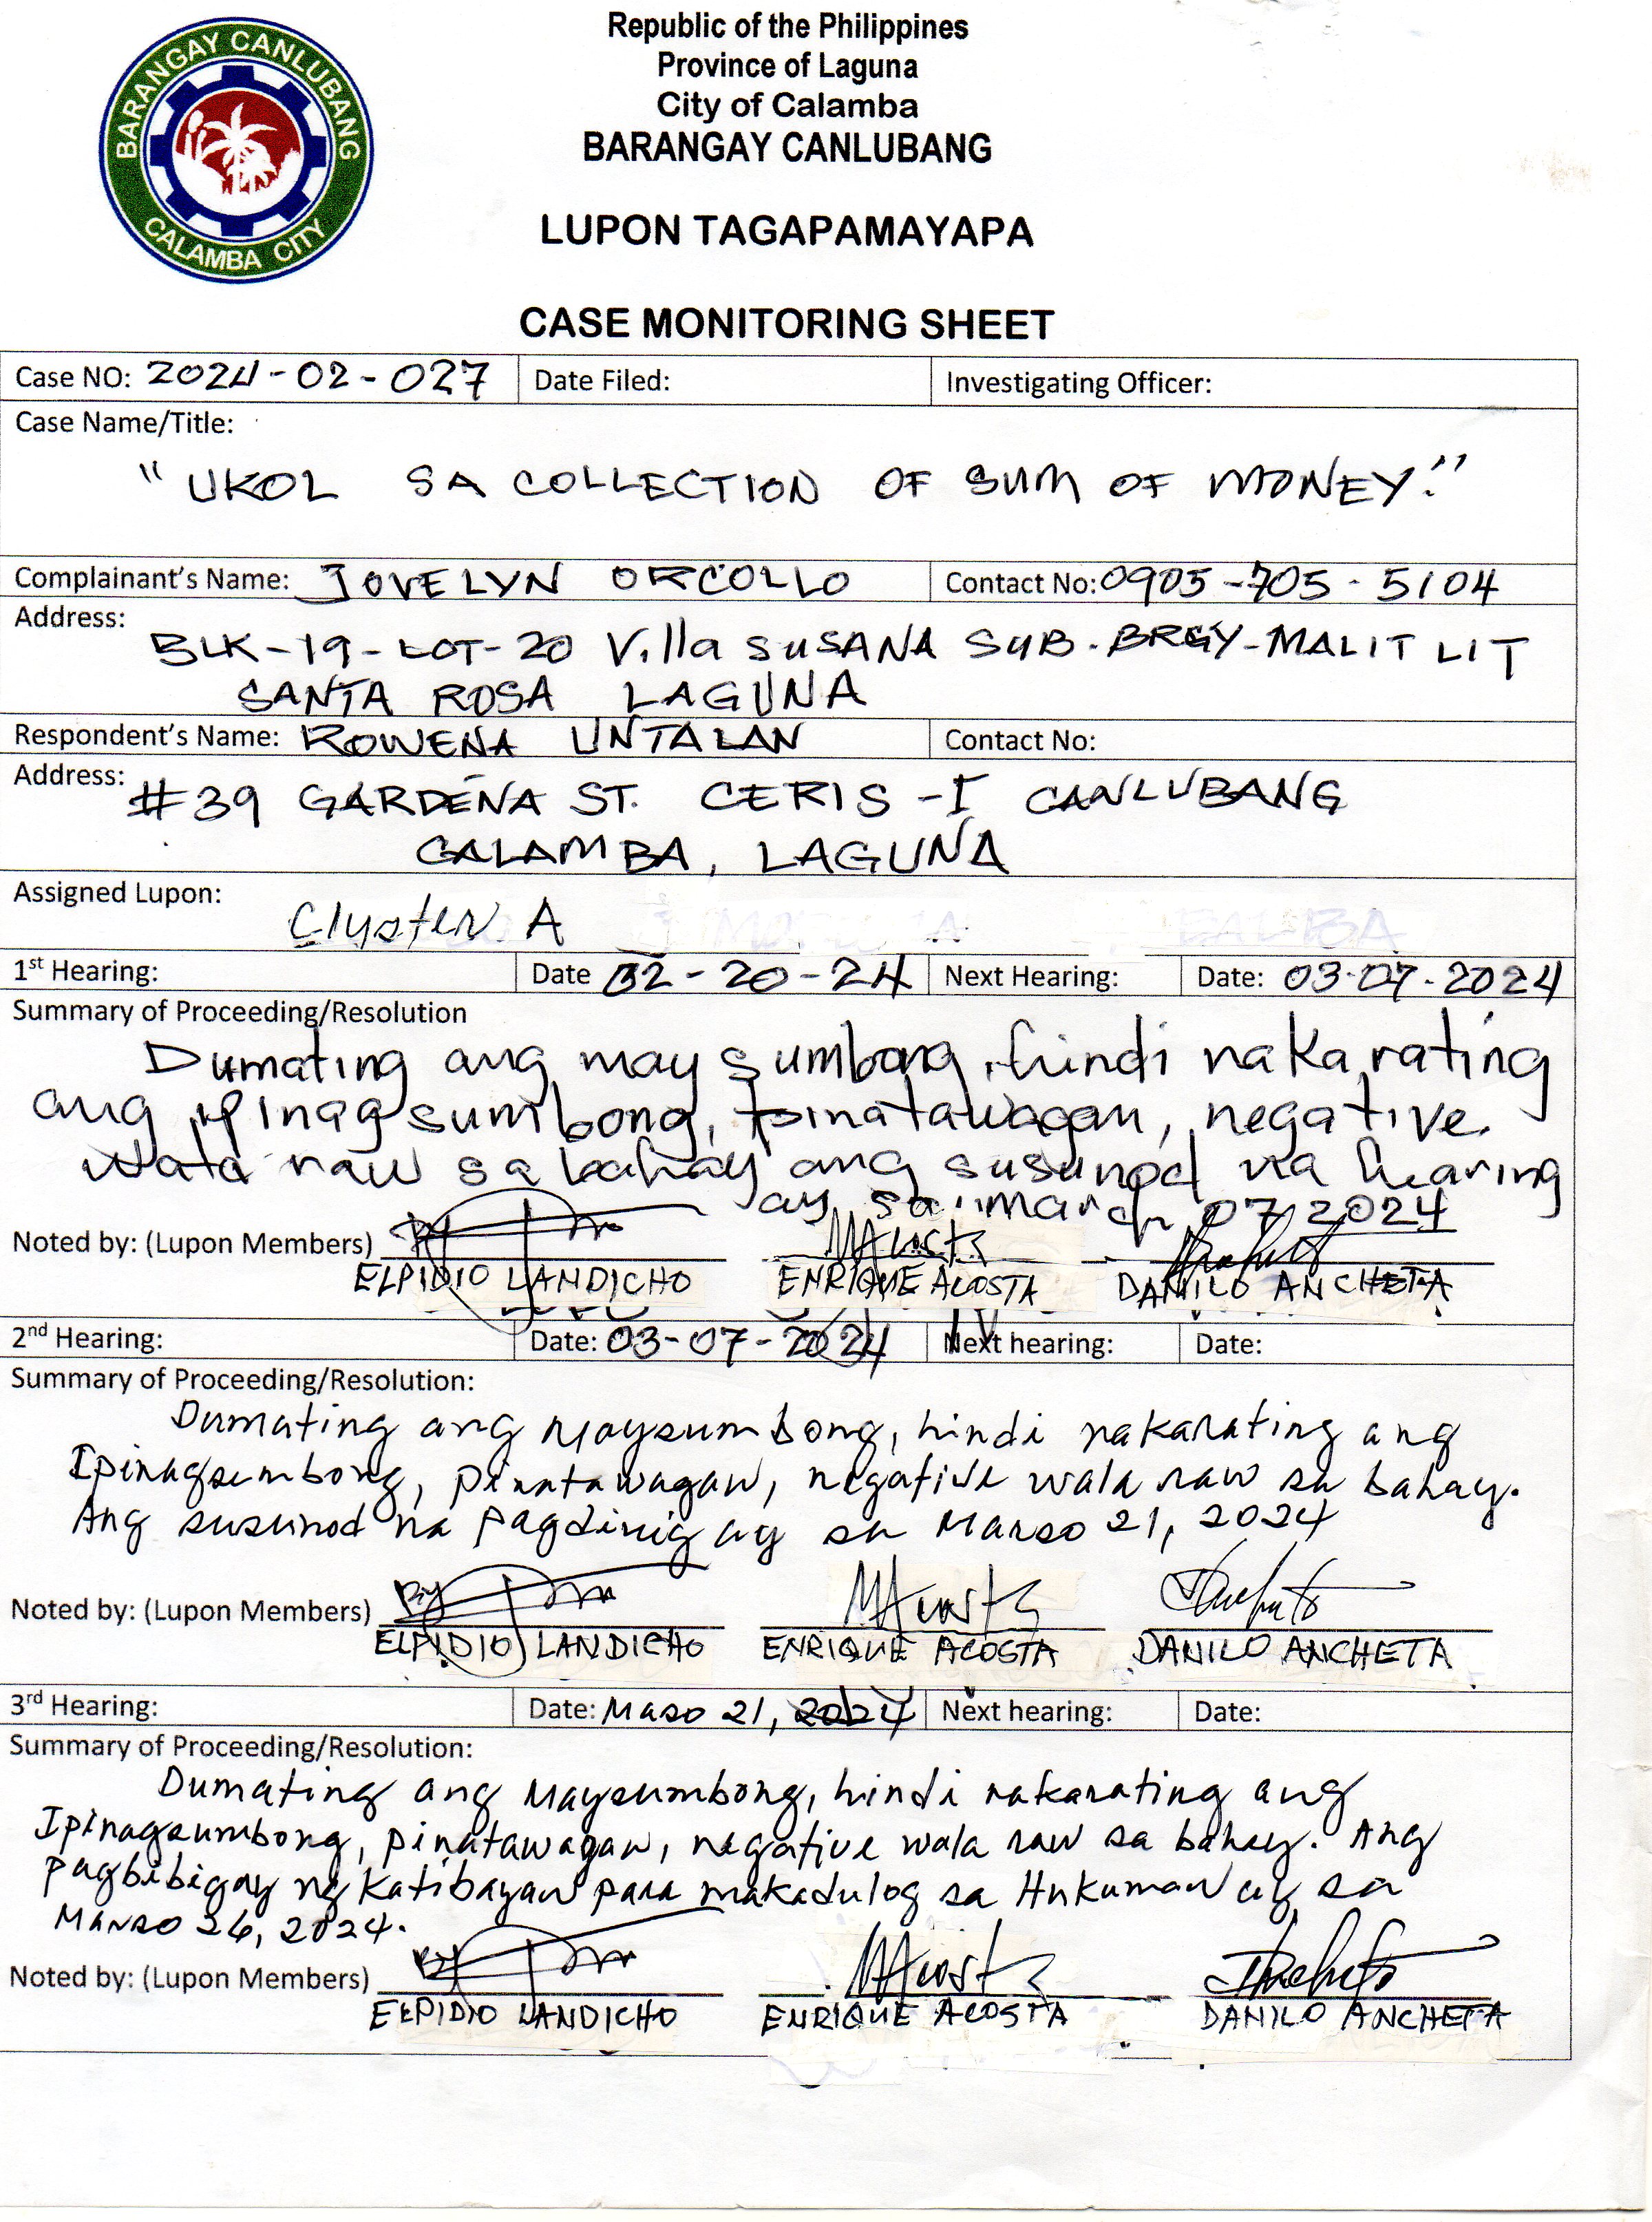 BARANGAY CANLUBANG
CALAMBA CITY
Republic of the Philippines
Province of Laguna
City of Calamba
BARANGAY CANLUBANG
LUPON TAGAPAMAYAPA
CASE MONITORING SHEET
Case NO: 2024-02-027 Date Filed: Investigating Officer:
Case Name/Title:
"UKOL SA COLLECTION OF SUM OF MONEY."
Complainant's Name: JOVELYN ORCOLLO Contact No: 0905-705-5104
Address:
BLK-19-LOT-20 Villa SUSANA SUB. BRGY-MALIT LIT
SANTA ROSA LAGUNA
Respondent's Name: ROWENA UNTALAN Contact No:
Address: #39 GARDENA ST. CERIS-I CANLUBANG
CALAMBA, LAGUNA
Assigned Lupon:
Cluster A
1st Hearing: Date 02-20-24 Next Hearing: Date: 03-07-2024
Summary of Proceeding/Resolution
Dumating ang may sumbong, hindi nakarating
ang ipinagsumbong, pinatawagan, negative
wala raw sa bahay ang susunod na hearing
ay sa march 07 2024
Noted by: (Lupon Members)
ELPIDIO LANDICHO ENRIQUE ACOSTA DANILO ANCHETA
2nd Hearing: Date: 03-07-2024 Next hearing: Date:
Summary of Proceeding/Resolution:
Dumating ang Maysumbong, hindi nakarating ang
Ipinagsumbong, pinatawagan, negative wala raw sa bahay.
Ang susunod na pagdinig ay sa Marso 21, 2024
Noted by: (Lupon Members)
ELPIDIO LANDICHO ENRIQUE ACOSTA DANILO ANCHETA
3rd Hearing: Date: Maso 21, 2024 Next hearing: Date:
Summary of Proceeding/Resolution:
Dumating ang Maysumbong, hindi nakarating ang
Ipinagsumbong, pinatawagan, negative wala raw sa bahay. Ang
pagbibigay ng katibayan para makadulog sa Hukuman ay sa
Marso 26, 2024.
Noted by: (Lupon Members)
ELPIDIO LANDICHO ENRIQUE ACOSTA DANILO ANCHETA